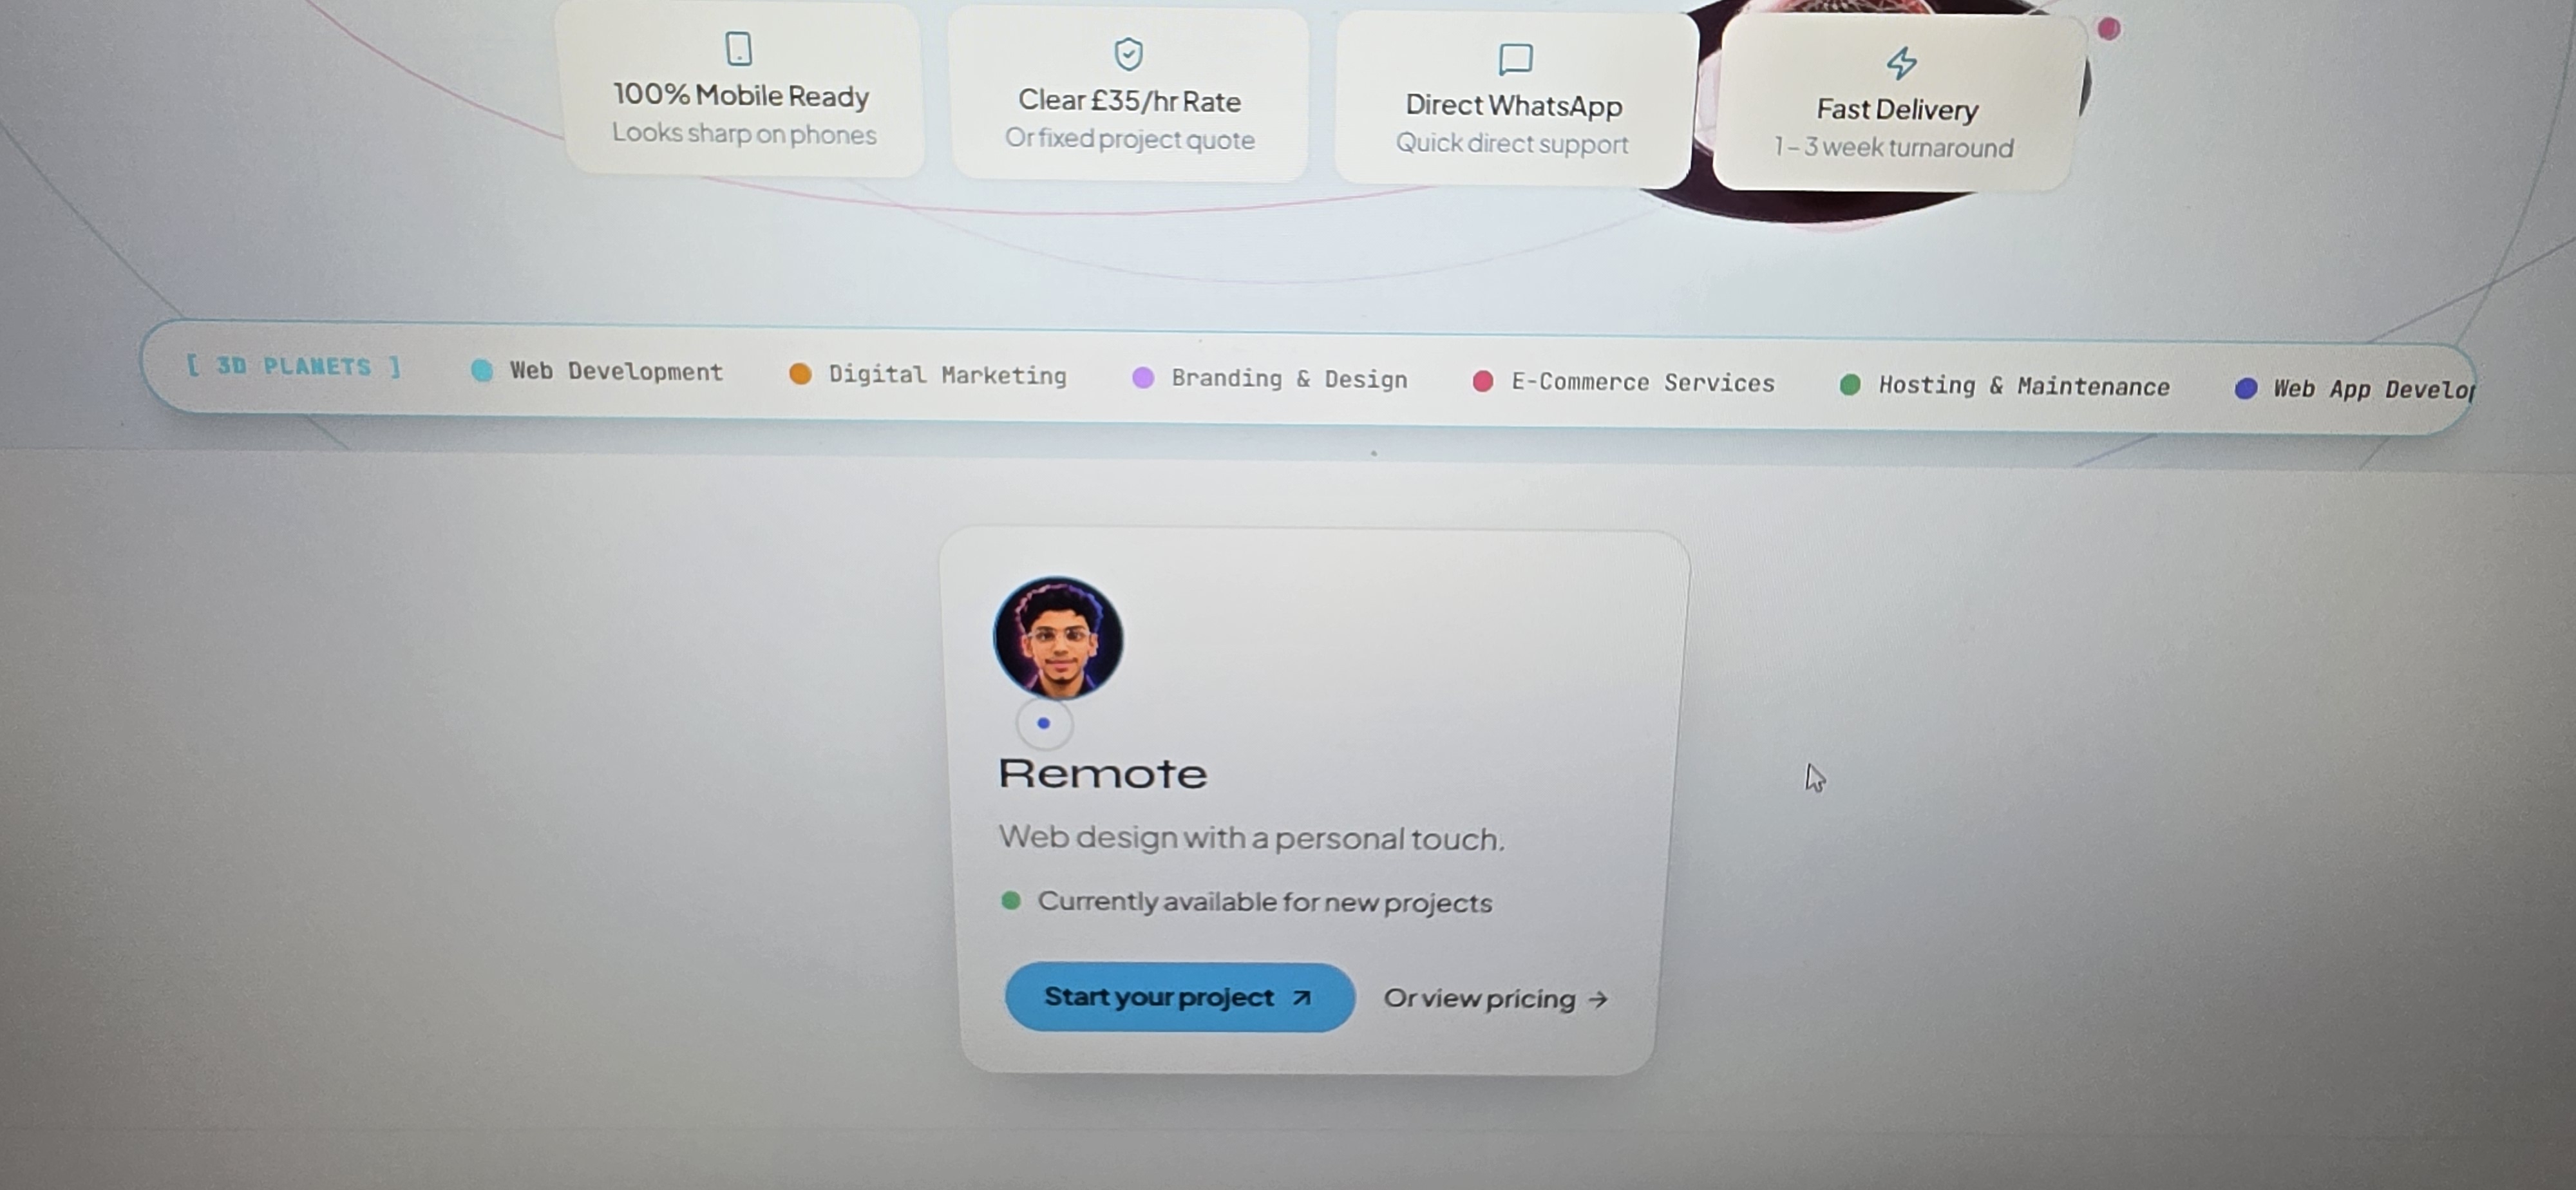 100% Mobile Ready
Looks sharp on phones
Clear £35/hr Rate
Or fixed project quote
Direct WhatsApp
Quick direct support
Fast Delivery
1–3 week turnaround
[ 3D PLANETS ] Web Development Digital Marketing Branding & Design E-Commerce Services Hosting & Maintenance Web App Develop
Remote
Web design with a personal touch.
Currently available for new projects
Start your project ↗ Or view pricing →